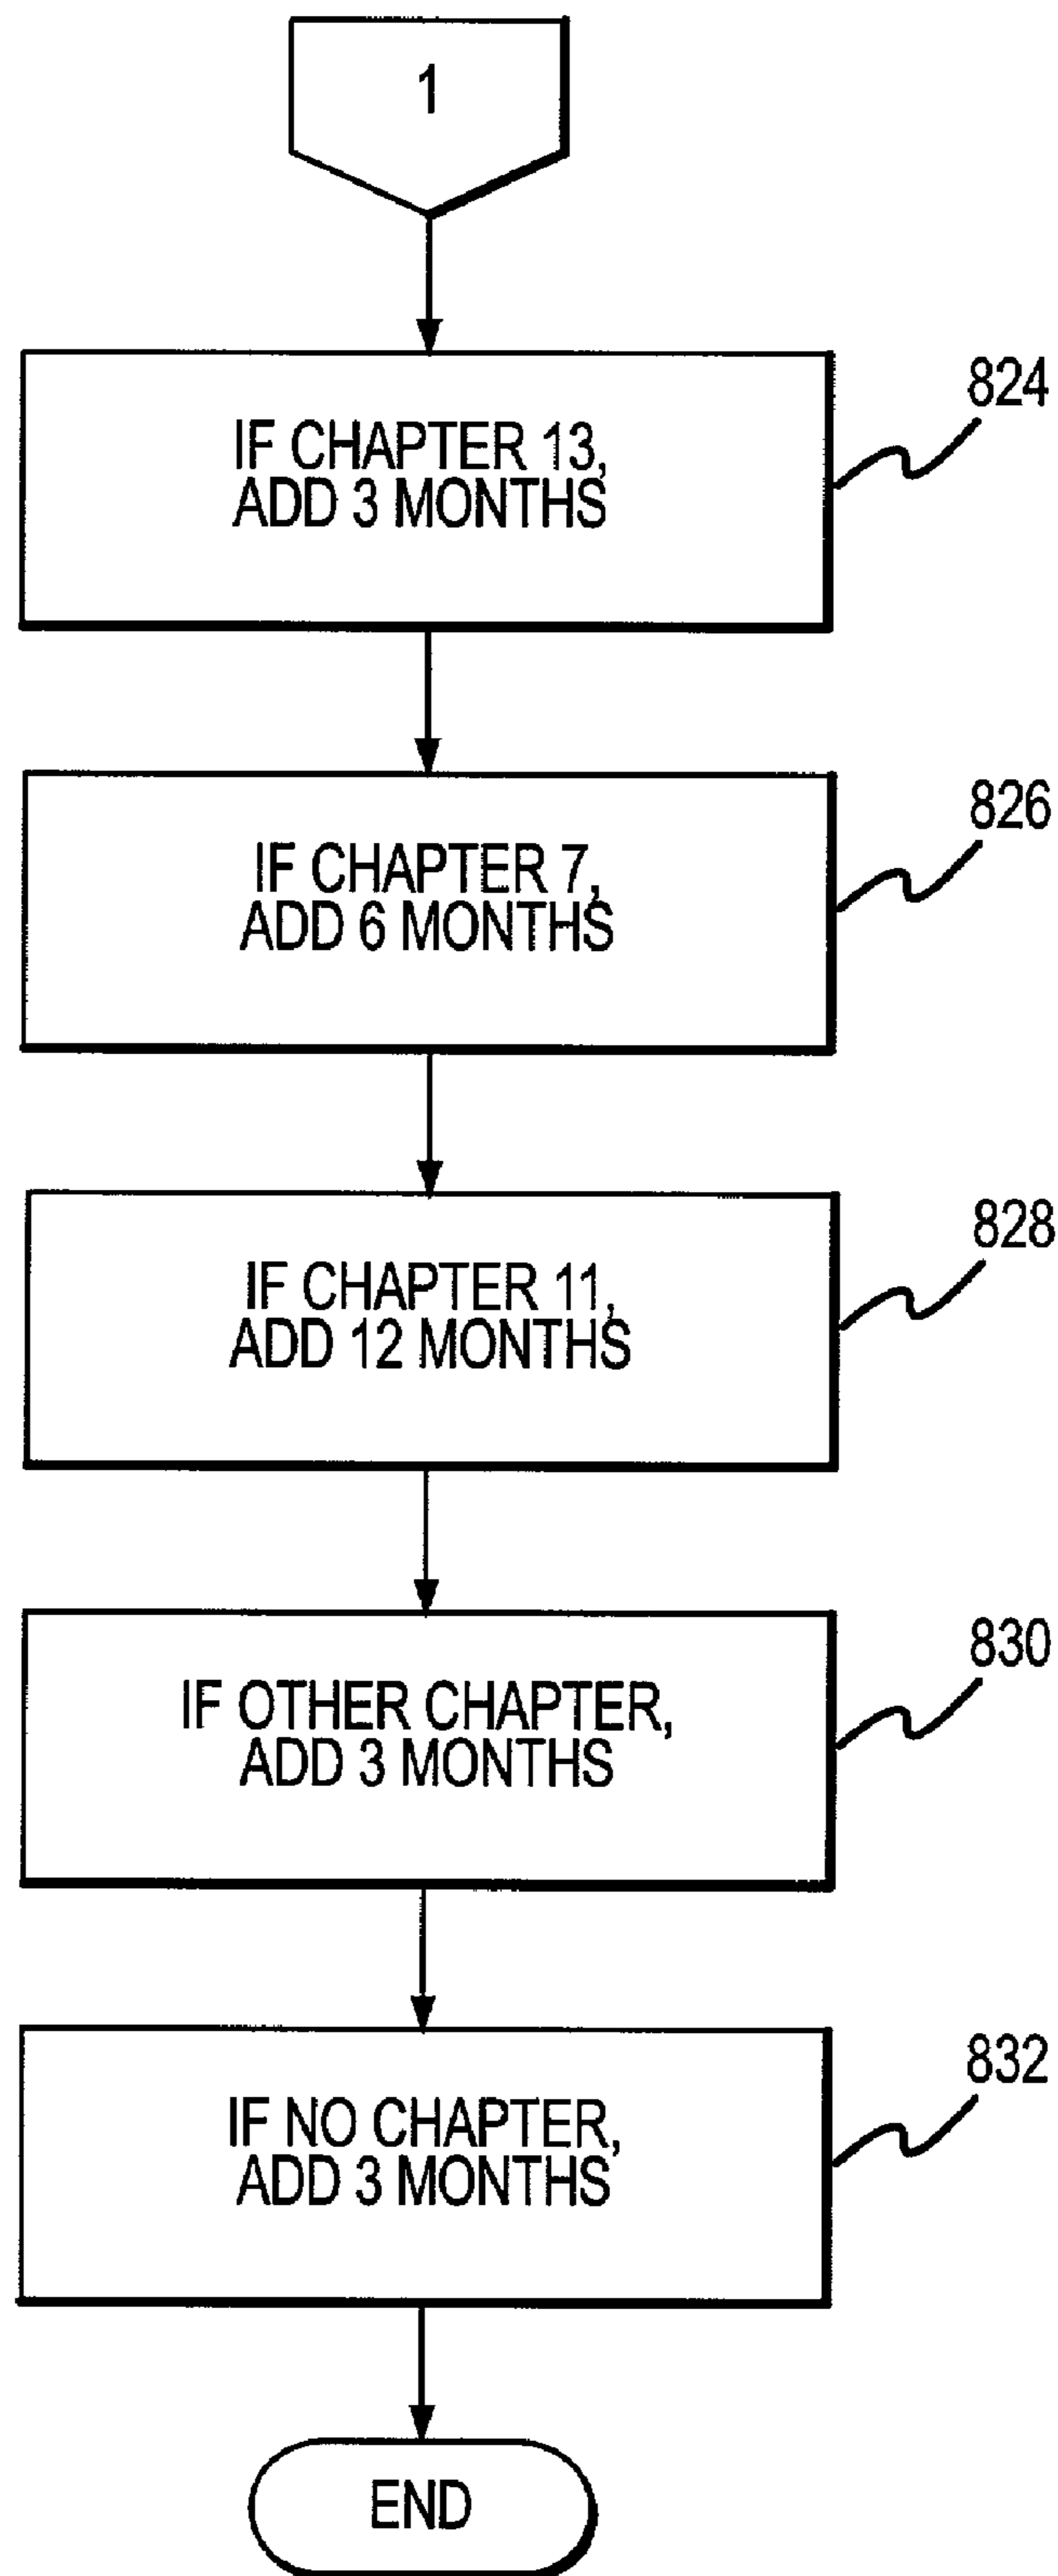 1
IF CHAPTER 13,
ADD 3 MONTHS
824
IF CHAPTER 7,
ADD 6 MONTHS
826
IF CHAPTER 11,
ADD 12 MONTHS
828
IF OTHER CHAPTER,
ADD 3 MONTHS
830
IF NO CHAPTER,
ADD 3 MONTHS
832
END